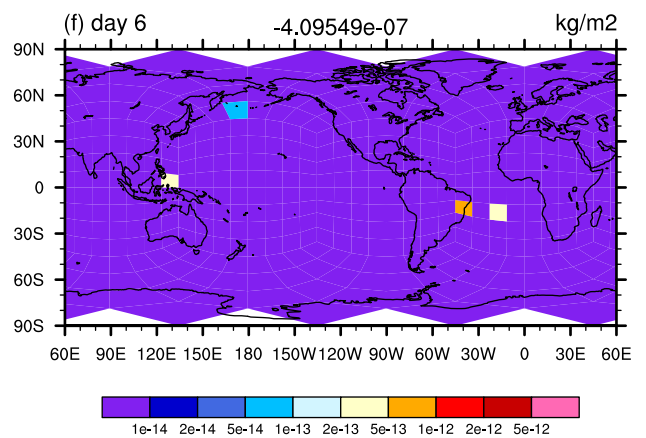 (f) day 6 -4.09549e-07 kg/m2
90N
60N
30N
0
30S
60S
90S
60E 90E 120E 150E 180 150W 120W 90W 60W 30W 0 30E 60E
1e-14 2e-14 5e-14 1e-13 2e-13 5e-13 1e-12 2e-12 5e-12